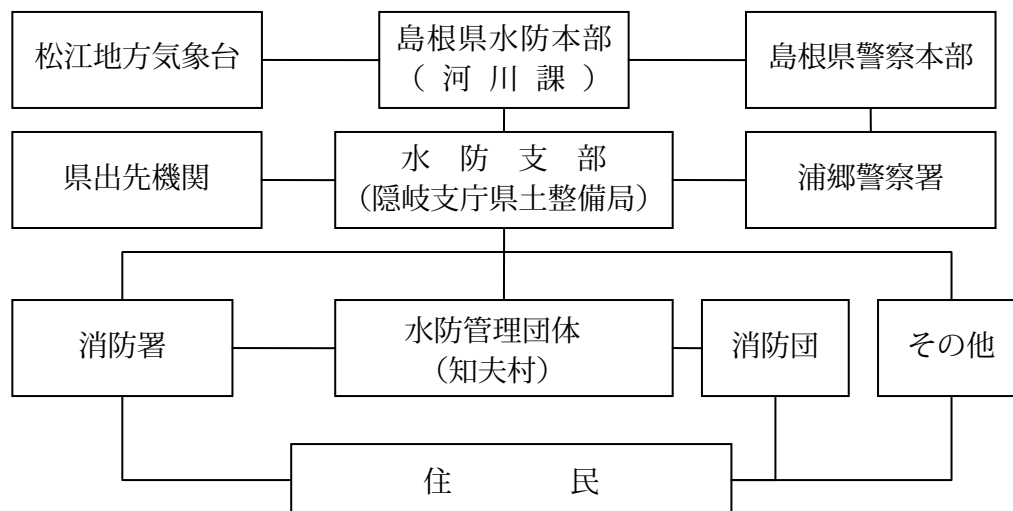 松江地方気象台
島根県水防本部
（河川課）
島根県警察本部
県出先機関
水防支部
（隠岐支庁県土整備局）
浦郷警察署
消防署
水防管理団体
（知夫村）
消防団
その他
住民